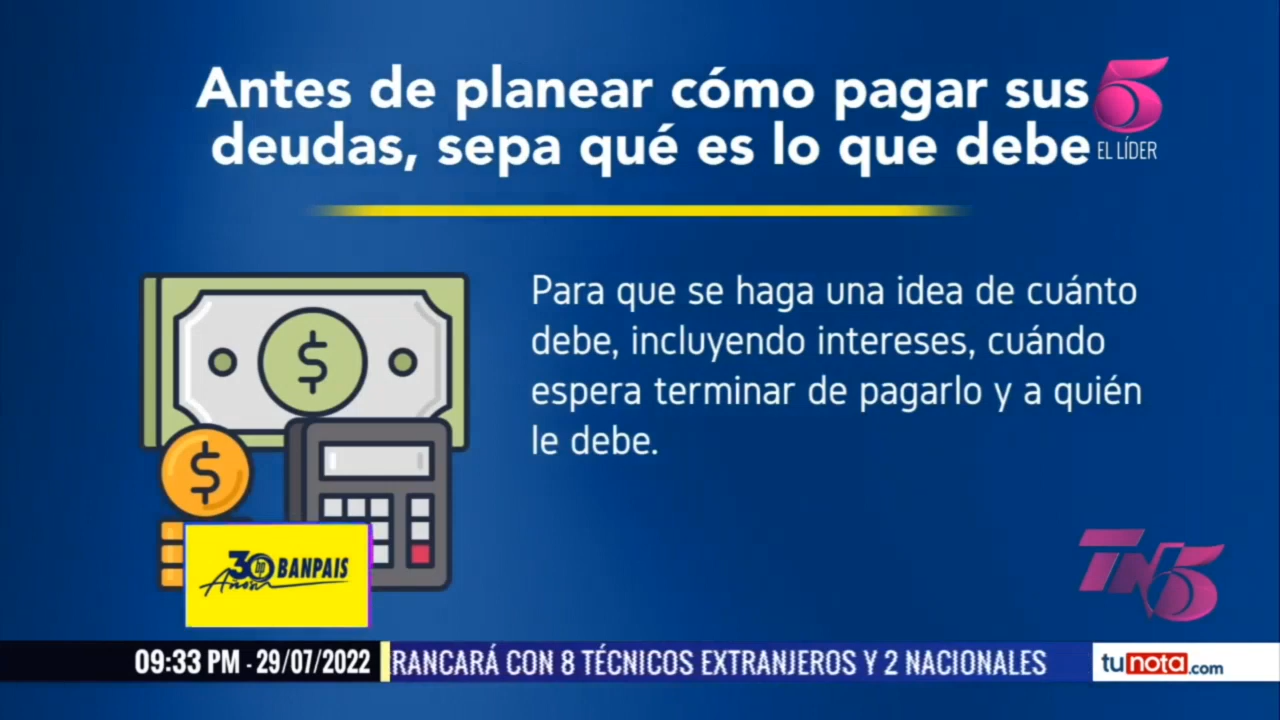 Antes de planear cómo pagar sus
deudas, sepa qué es lo que debe
5
EL LÍDER
Para que se haga una idea de cuánto
debe, incluyendo intereses, cuándo
espera terminar de pagarlo y a quién
le debe.
$
$
30 bp BANPAIS
Años
TN5
09:33 PM - 29/07/2022
RANCARÁ CON 8 TÉCNICOS EXTRANJEROS Y 2 NACIONALES
tunota.com